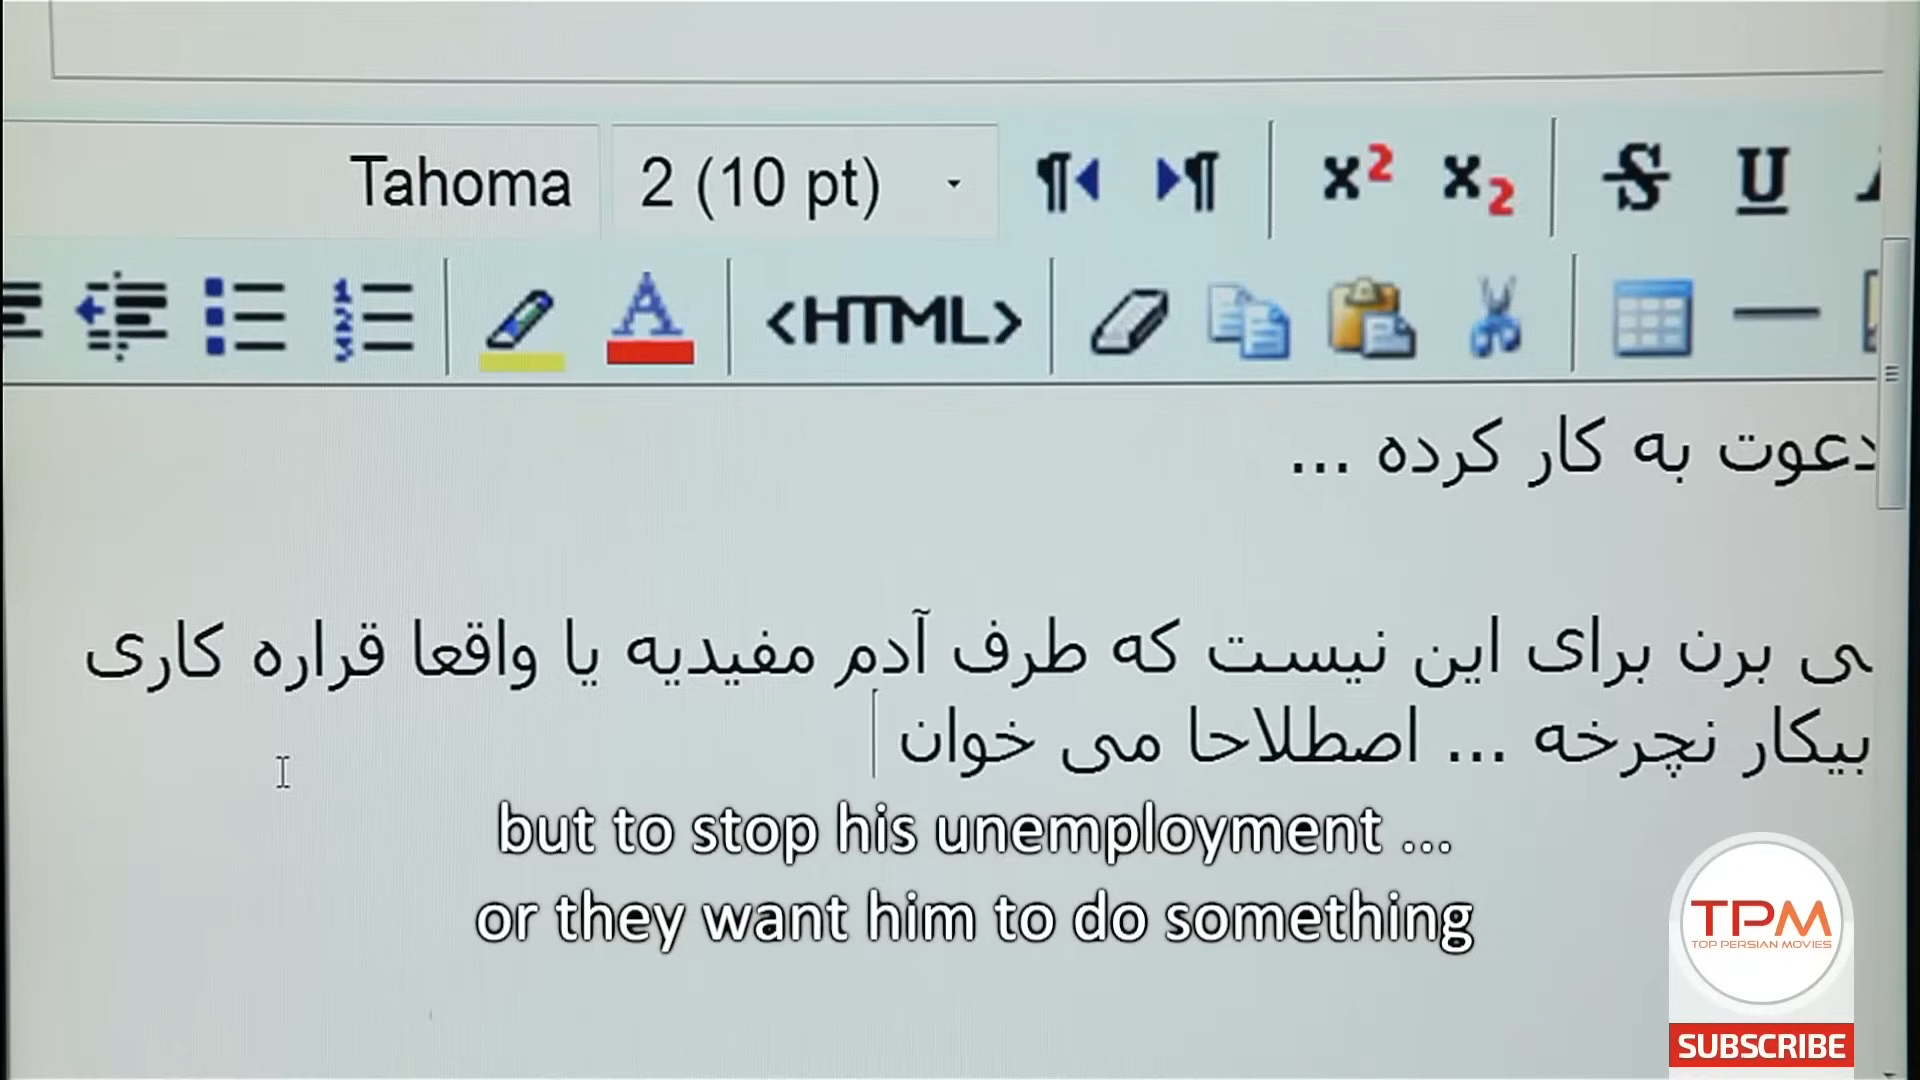 Tahoma 2 (10 pt)
<HTML>
دعوت به کار کرده ...
ی برن برای این نیست که طرف آدم مفیدیه یا واقعا قراره کاری
بیکار نچرخه ... اصطلاحا می خوان
but to stop his unemployment ...
or they want him to do something
TPM
TOP PERSIAN MOVIES
SUBSCRIBE